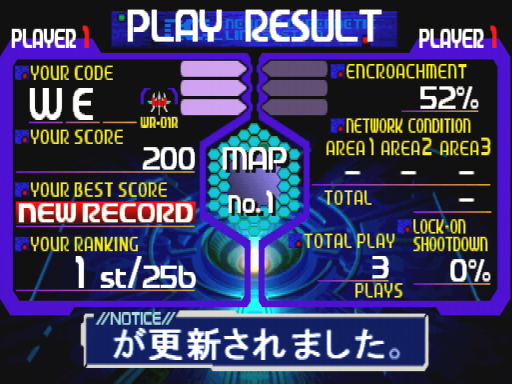 PLAY RESULT
PLAYER 1
PLAYER 1
YOUR CODE
W E
WR-01R
YOUR SCORE
200
YOUR BEST SCORE
NEW RECORD
YOUR RANKING
1 st/256
MAP
No.1
ENCROACHMENT
52%
NETWORK CONDITION
AREA1 AREA2 AREA3
- - -
TOTAL -
TOTAL PLAY
3
PLAYS
LOCK-ON
SHOOTDOWN
0%
//NOTICE//
が更新されました。